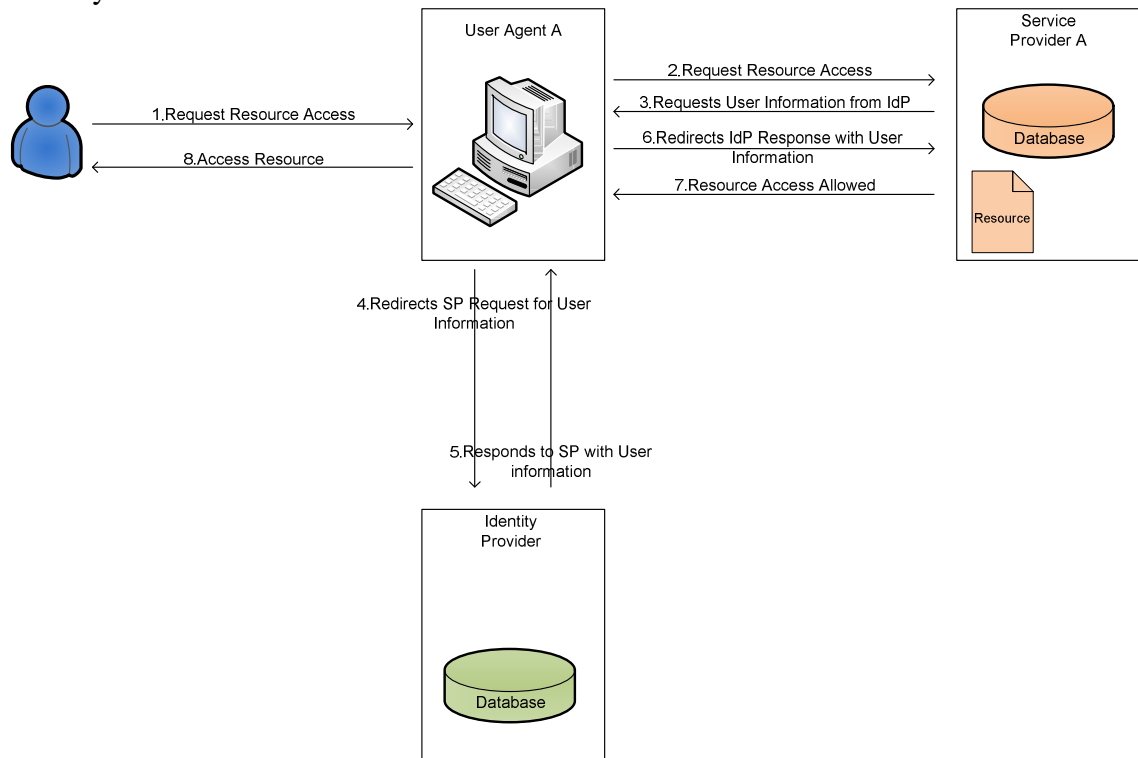 User Agent A
Service
Provider A
1.Request Resource Access
8.Access Resource
2.Request Resource Access
3.Requests User Information from IdP
6.Redirects IdP Response with User
Information
7.Resource Access Allowed
Database
Resource
4.Redirects SP Request for User
Information
5.Responds to SP with User
information
Identity
Provider
Database